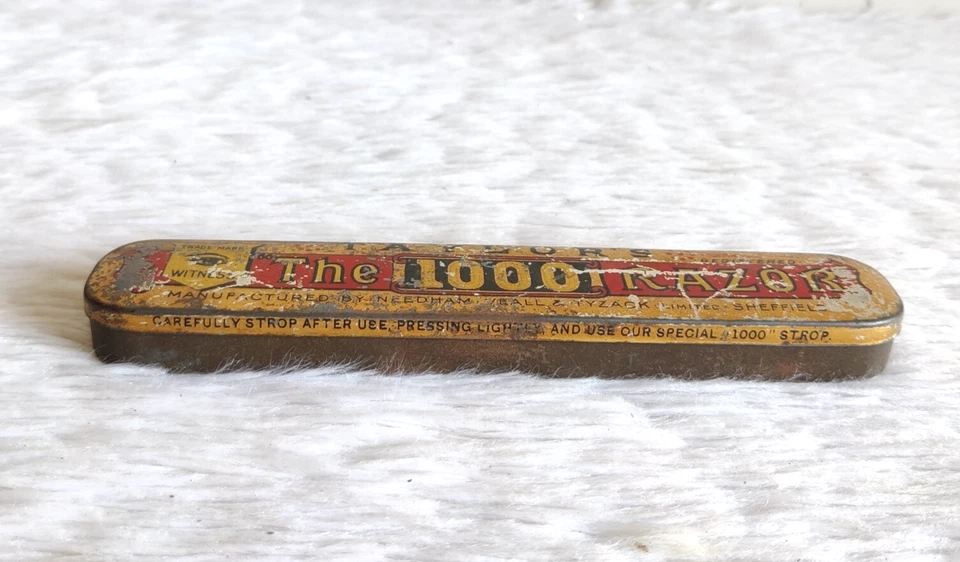 TAYLOR'S
TRADE MARK
WITNESS
"The 1000 RAZOR
MANUFACTURED BY NEEDHAM, VEALL & TYZACK LIMITED SHEFFIELD
CAREFULLY STROP AFTER USE, PRESSING LIGHTLY, AND USE OUR SPECIAL "1000" STROP.